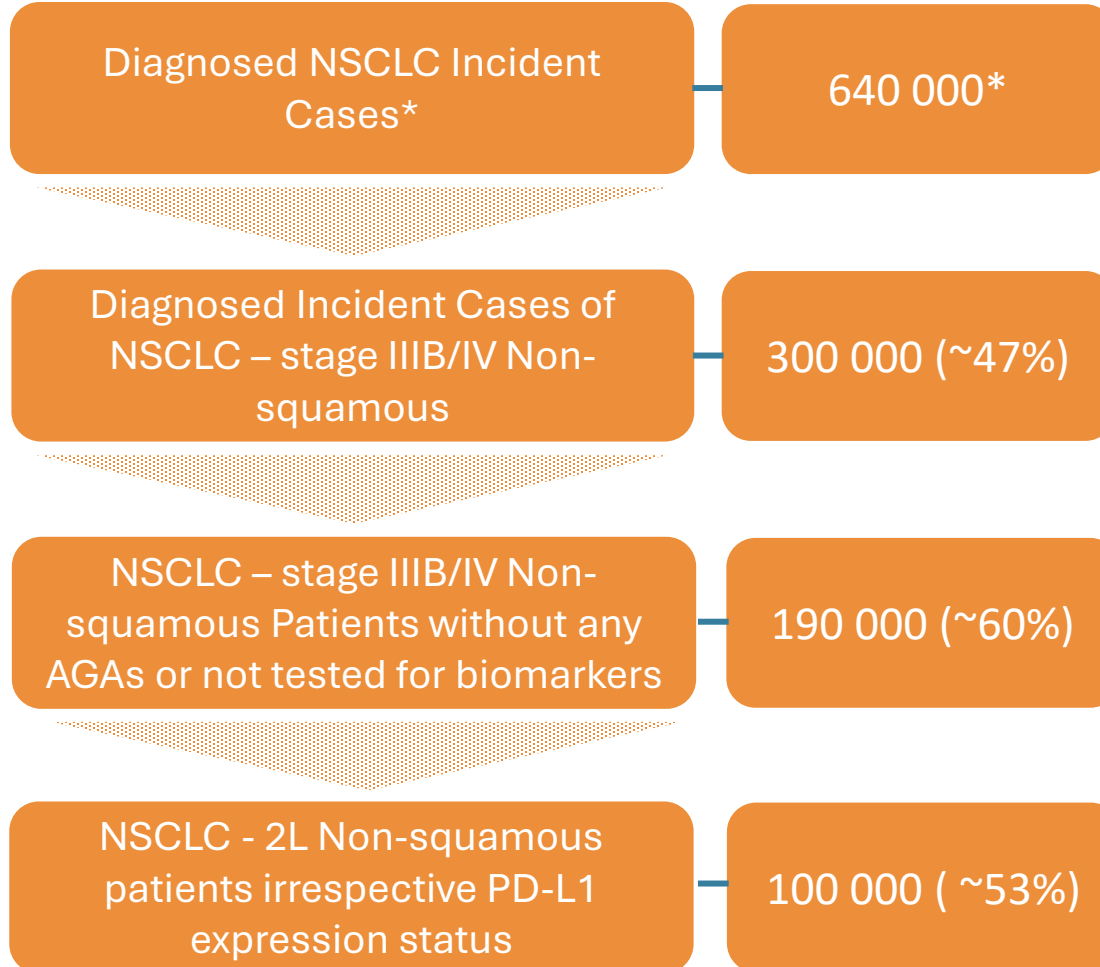 Diagnosed NSCLC Incident
Cases*
640 000*
Diagnosed Incident Cases of
NSCLC – stage IIIB/IV Non-
squamous
300 000 (~47%)
NSCLC – stage IIIB/IV Non-
squamous Patients without any
AGAs or not tested for biomarkers
190 000 (~60%)
NSCLC - 2L Non-squamous
patients irrespective PD-L1
expression status
100 000 ( ~53%)